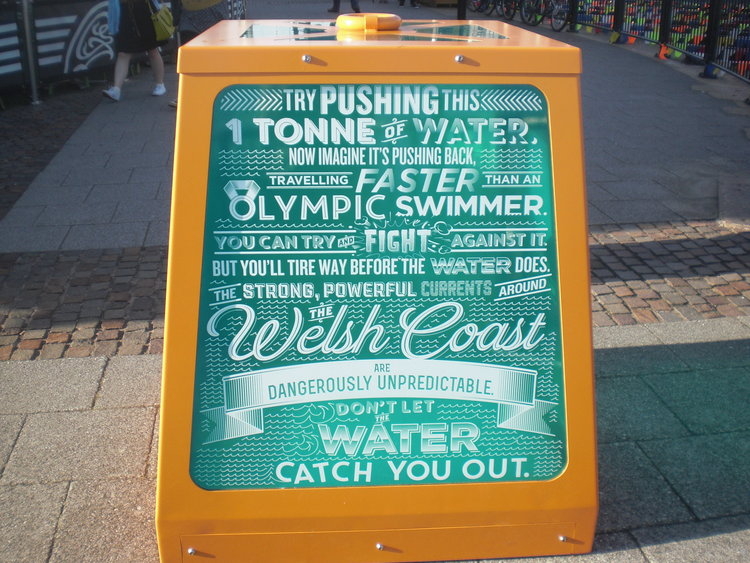 TRY PUSHING THIS
1 TONNE OF WATER.
NOW IMAGINE IT'S PUSHING BACK,
TRAVELLING FASTER THAN AN
OLYMPIC SWIMMER.
YOU CAN TRY AND FIGHT AGAINST IT.
BUT YOU'LL TIRE WAY BEFORE THE WATER DOES.
THE STRONG, POWERFUL CURRENTS AROUND
THE
Welsh Coast
ARE
DANGEROUSLY UNPREDICTABLE.
DON'T LET
THE
WATER
CATCH YOU OUT.